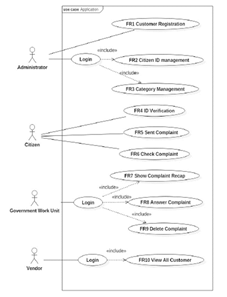 use case Application
FR1 Customer Registration
«include»
Login
FR2 Citizen ID management
Administrator
«include»
FR3 Category Management
FR4 ID Verification
FR5 Sent Complaint
Citizen
FR6 Check Complaint
FR7 Show Complaint Recap
«include»
Login
«include»
FR8 Answer Complaint
Government Work Unit
«include»
FR9 Delete Complaint
Login
«include»
FR10 View All Customer
Vendor